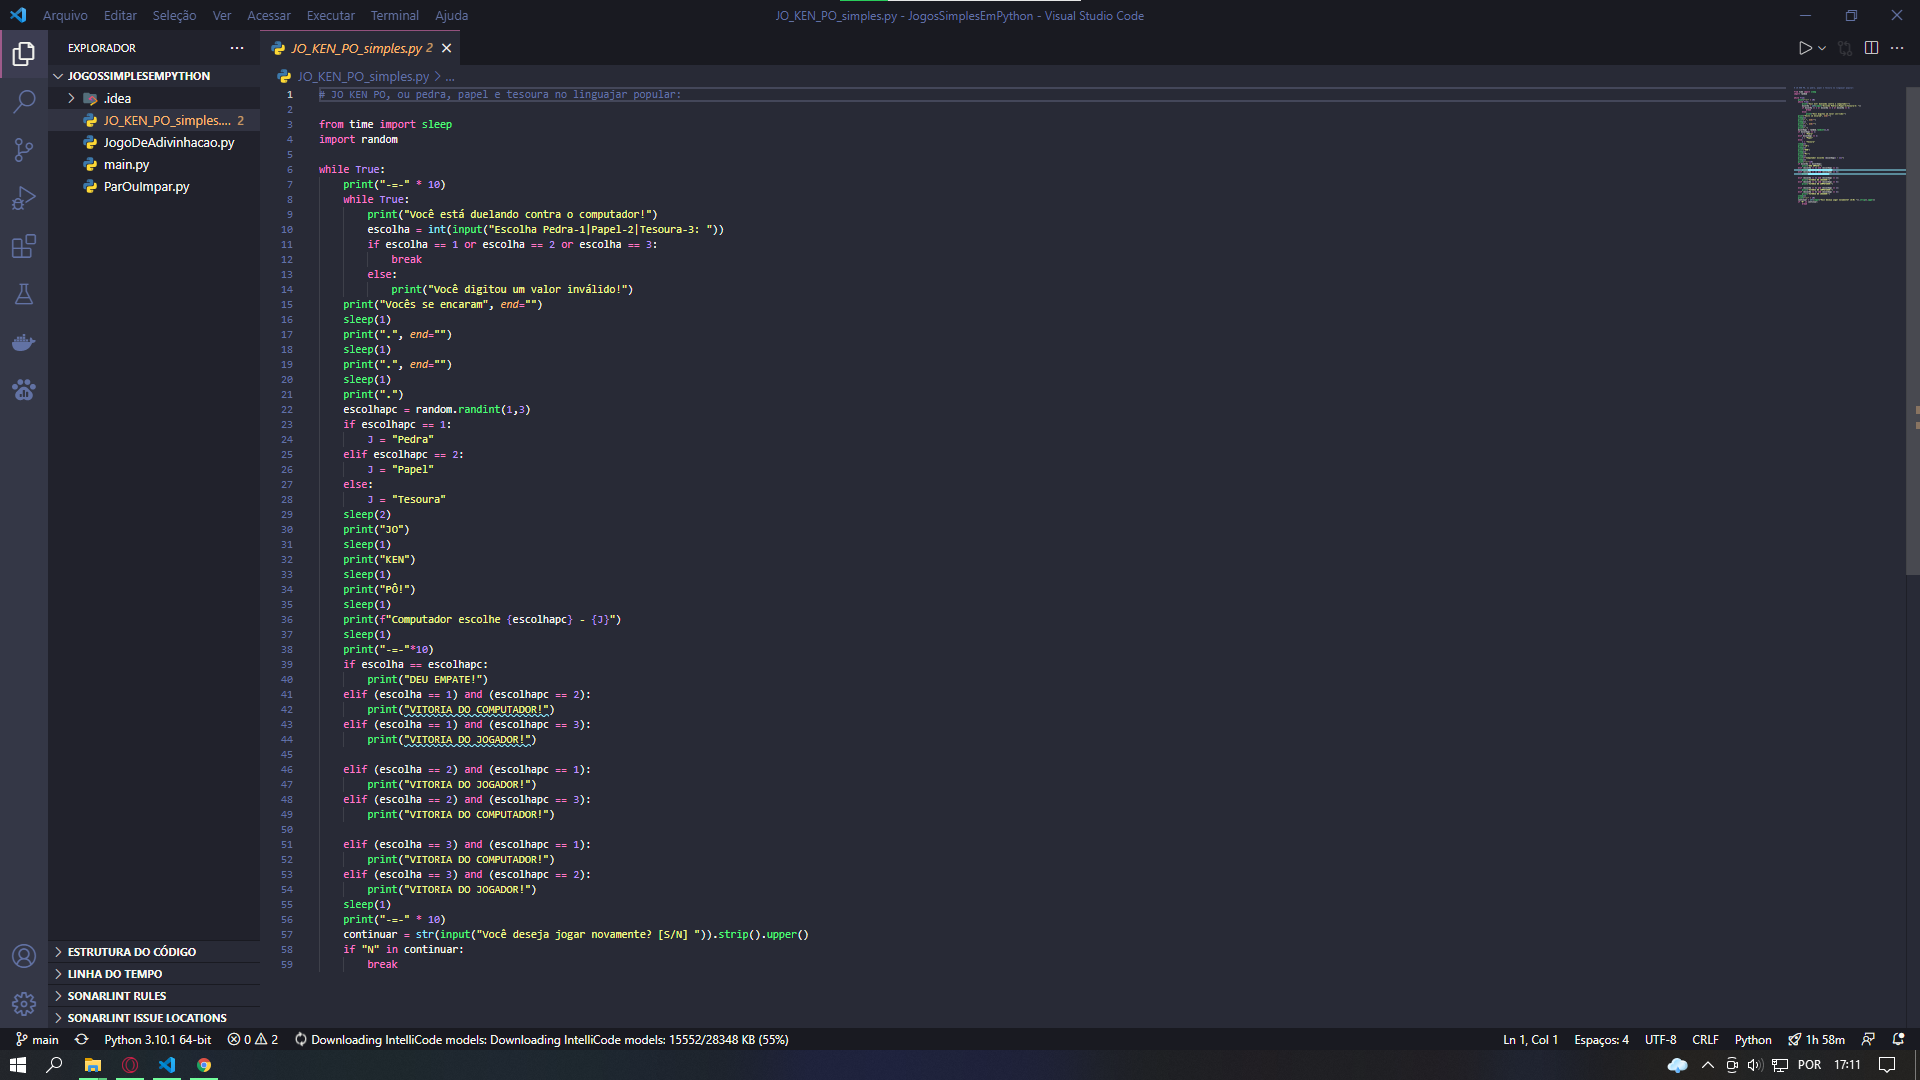 Arquivo Editar Seleção Ver Acessar Executar Terminal Ajuda
JO_KEN_PO_simples.py - JogosSimplesEmPython - Visual Studio Code
EXPLORADOR
JOGOSSIMPLESEMPYTHON
.idea
JO_KEN_PO_simples.... 2
JogoDeAdivinhacao.py
main.py
ParOuImpar.py
ESTRUTURA DO CÓDIGO
LINHA DO TEMPO
SONARLINT RULES
SONARLINT ISSUE LOCATIONS
JO_KEN_PO_simples.py 2
JO_KEN_PO_simples.py > ...
1 # JO KEN PO, ou pedra, papel e tesoura no linguajar popular:
2
3 from time import sleep
4 import random
5
6 while True:
7 print("-=-" * 10)
8 while True:
9 print("Você está duelando contra o computador!")
10 escolha = int(input("Escolha Pedra-1|Papel-2|Tesoura-3: "))
11 if escolha == 1 or escolha == 2 or escolha == 3:
12 break
13 else:
14 print("Você digitou um valor inválido!")
15 print("Vocês se encaram", end="")
16 sleep(1)
17 print(".", end="")
18 sleep(1)
19 print(".", end="")
20 sleep(1)
21 print(".")
22 escolhapc = random.randint(1,3)
23 if escolhapc == 1:
24 J = "Pedra"
25 elif escolhapc == 2:
26 J = "Papel"
27 else:
28 J = "Tesoura"
29 sleep(2)
30 print("JO")
31 sleep(1)
32 print("KEN")
33 sleep(1)
34 print("PÔ!")
35 sleep(1)
36 print(f"Computador escolhe {escolhapc} - {J}")
37 sleep(1)
38 print("-=-"*10)
39 if escolha == escolhapc:
40 print("DEU EMPATE!")
41 elif (escolha == 1) and (escolhapc == 2):
42 print("VITORIA DO COMPUTADOR!")
43 elif (escolha == 1) and (escolhapc == 3):
44 print("VITORIA DO JOGADOR!")
45
46 elif (escolha == 2) and (escolhapc == 1):
47 print("VITORIA DO JOGADOR!")
48 elif (escolha == 2) and (escolhapc == 3):
49 print("VITORIA DO COMPUTADOR!")
50
51 elif (escolha == 3) and (escolhapc == 1):
52 print("VITORIA DO COMPUTADOR!")
53 elif (escolha == 3) and (escolhapc == 2):
54 print("VITORIA DO JOGADOR!")
55 sleep(1)
56 print("-=-" * 10)
57 continuar = str(input("Você deseja jogar novamente? [S/N] ")).strip().upper()
58 if "N" in continuar:
59 break
main Python 3.10.1 64-bit 0 2 Downloading IntelliCode models: Downloading IntelliCode models: 15552/28348 KB (55%)
Ln 1, Col 1 Espaços: 4 UTF-8 CRLF Python 1h 58m
POR 17:11